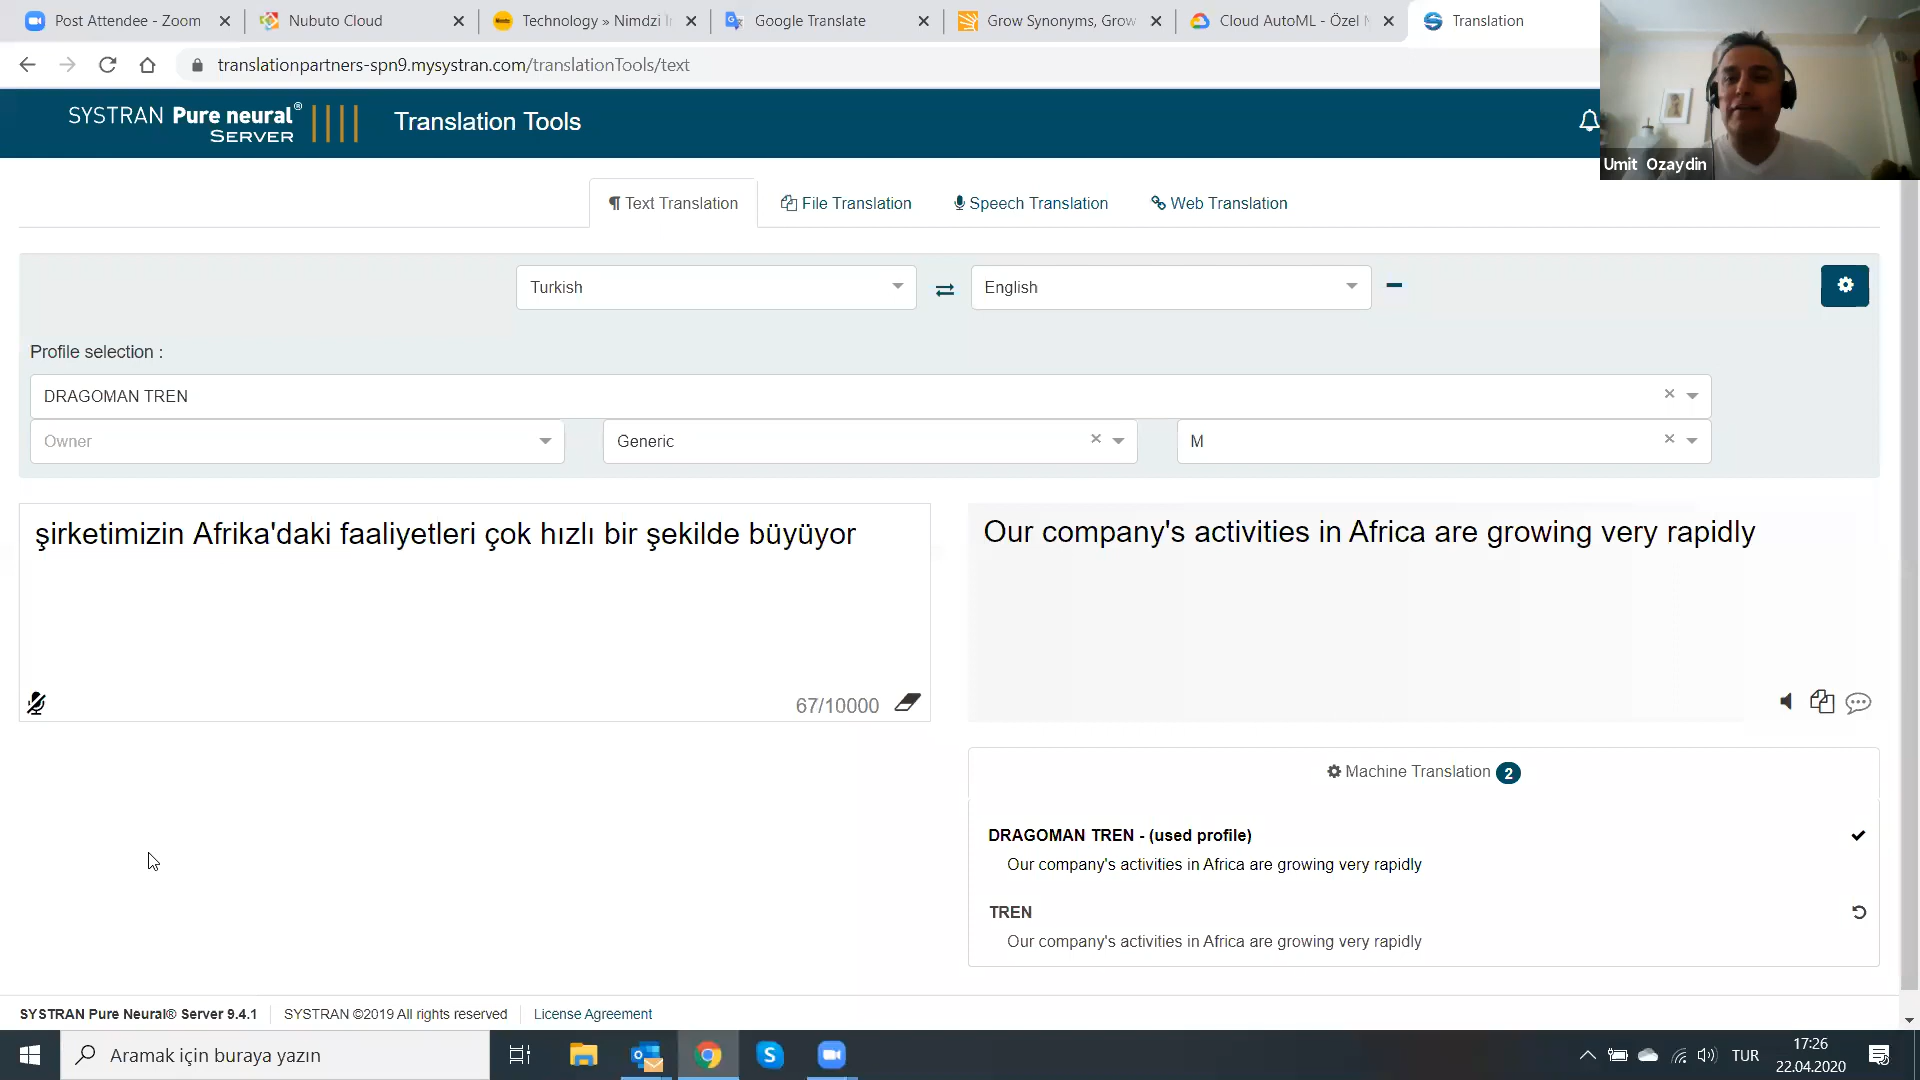 Post Attendee - Zoom
Nubuto Cloud
Technology » Nimdzi
Google Translate
Grow Synonyms, Grow
Cloud AutoML - Özel
Translation
translationpartners-spn9.mysystran.com/translationTools/text
SYSTRAN Pure neural®
SERVER
Translation Tools
Umit Ozaydin
Text Translation
File Translation
Speech Translation
Web Translation
Turkish
English
Profile selection :
DRAGOMAN TREN
Owner
Generic
M
şirketimizin Afrika'daki faaliyetleri çok hızlı bir şekilde büyüyor
67/10000
Our company's activities in Africa are growing very rapidly
Machine Translation 2
DRAGOMAN TREN - (used profile)
Our company's activities in Africa are growing very rapidly
TREN
Our company's activities in Africa are growing very rapidly
SYSTRAN Pure Neural® Server 9.4.1
SYSTRAN ©2019 All rights reserved
License Agreement
Aramak için buraya yazın
TUR
17:26
22.04.2020